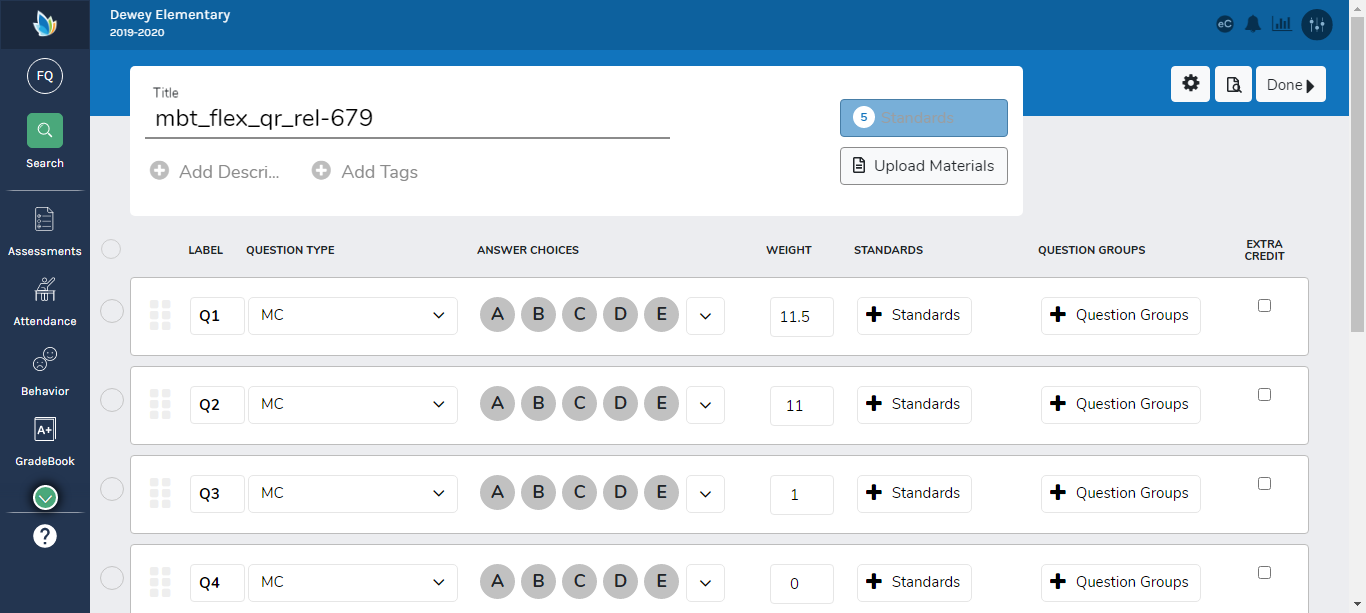 Dewey Elementary
2019-2020
eC
FQ
Search
Assessments
Attendance
Behavior
A+
GradeBook
?
Title
mbt_flex_qr_rel-679
Add Descri...
Add Tags
5 Standards
Upload Materials
Done
LABEL QUESTION TYPE ANSWER CHOICES WEIGHT STANDARDS QUESTION GROUPS EXTRA CREDIT
Q1 MC A B C D E 11.5 Standards Question Groups
Q2 MC A B C D E 11 Standards Question Groups
Q3 MC A B C D E 1 Standards Question Groups
Q4 MC A B C D E 0 Standards Question Groups